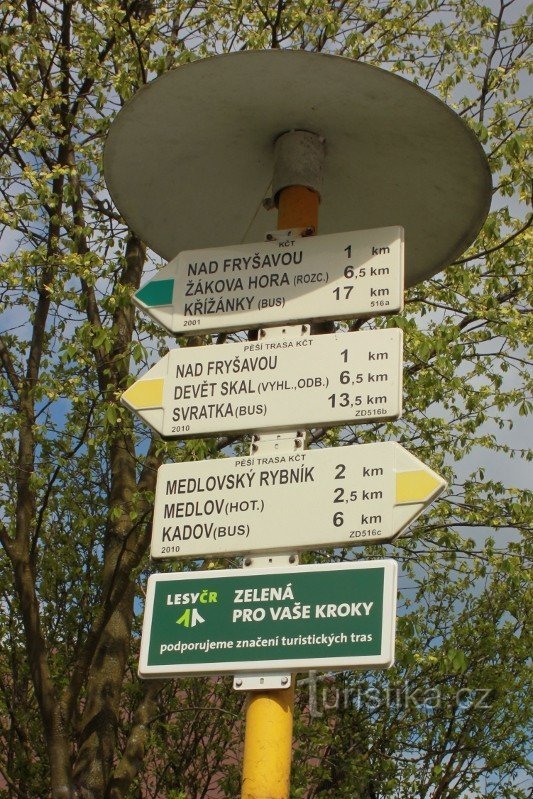 KČT
NAD FRYŠAVOU 1 km
ŽÁKOVA HORA (ROZC.) 6,5 km
KŘÍŽÁNKY (BUS) 17 km
2001 516a
PĚŠÍ TRASA KČT
NAD FRYŠAVOU 1 km
DEVĚT SKAL (VYHL.,ODB.) 6,5 km
SVRATKA (BUS) 13,5 km
2010 ZD516b
PĚŠÍ TRASA KČT
MEDLOVSKÝ RYBNÍK 2 km
MEDLOV (HOT.) 2,5 km
KADOV (BUS) 6 km
2010 ZD516c
LESYČR ZELENÁ
PRO VAŠE KROKY
podporujeme značení turistických tras
Turistika.cz